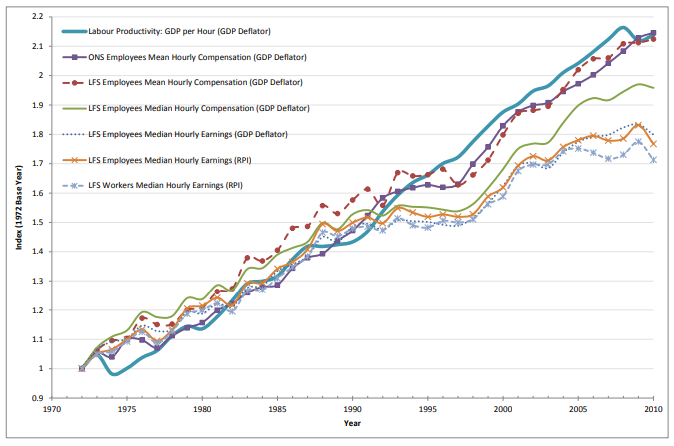 2.2
2.1
2
1.9
1.8
1.7
1.6
1.5
1.4
1.3
1.2
1.1
1
0.9
Index (1972 Base Year)
Labour Productivity: GDP per Hour (GDP Deflator)
ONS Employees Mean Hourly Compensation (GDP Deflator)
LFS Employees Mean Hourly Compensation (GDP Deflator)
LFS Employees Median Hourly Compensation (GDP Deflator)
LFS Employees Median Hourly Earnings (GDP Deflator)
LFS Employees Median Hourly Earnings (RPI)
LFS Workers Median Hourly Earnings (RPI)
1970 1975 1980 1985 1990 1995 2000 2005 2010
Year